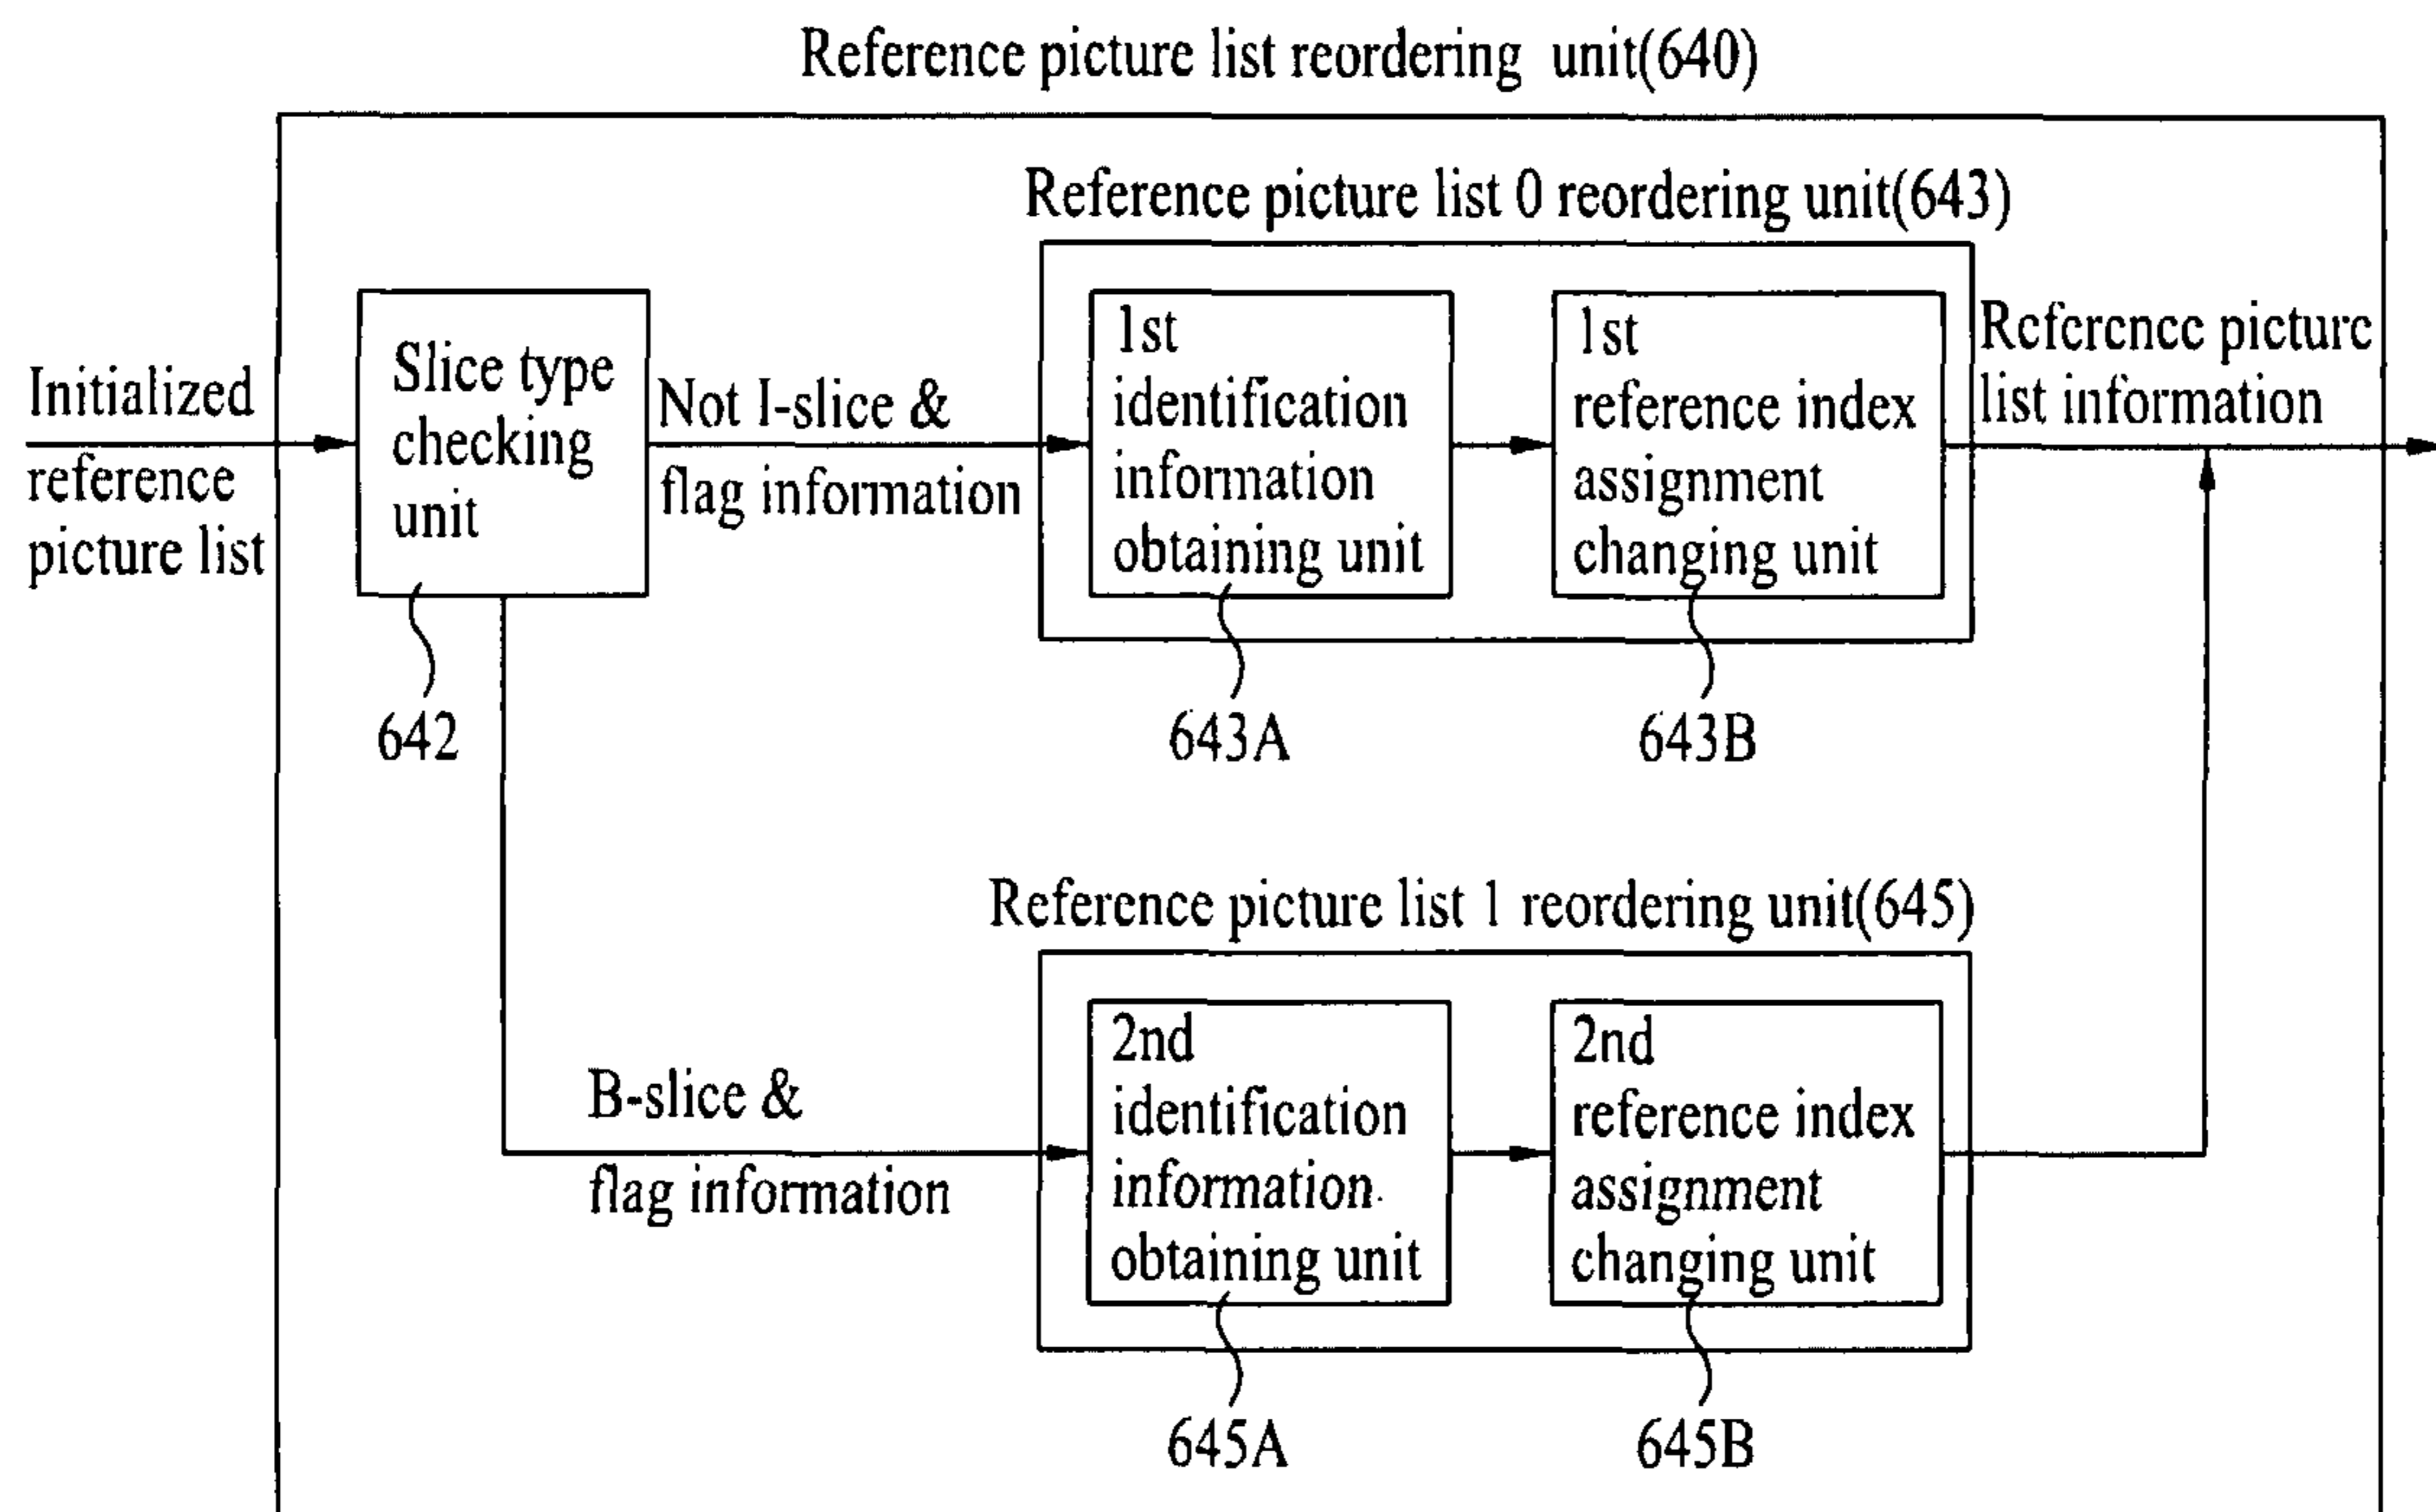 Reference picture list reordering unit(640)
Reference picture list 0 reordering unit(643)
Initialized
reference
picture list
Slice type
checking
unit
642
Not I-slice &
flag information
1st
identification
information
obtaining unit
643A
1st
reference index
assignment
changing unit
643B
Reference picture
list information
Reference picture list 1 reordering unit(645)
B-slice &
flag information
2nd
identification
information
obtaining unit
645A
2nd
reference index
assignment
changing unit
645B